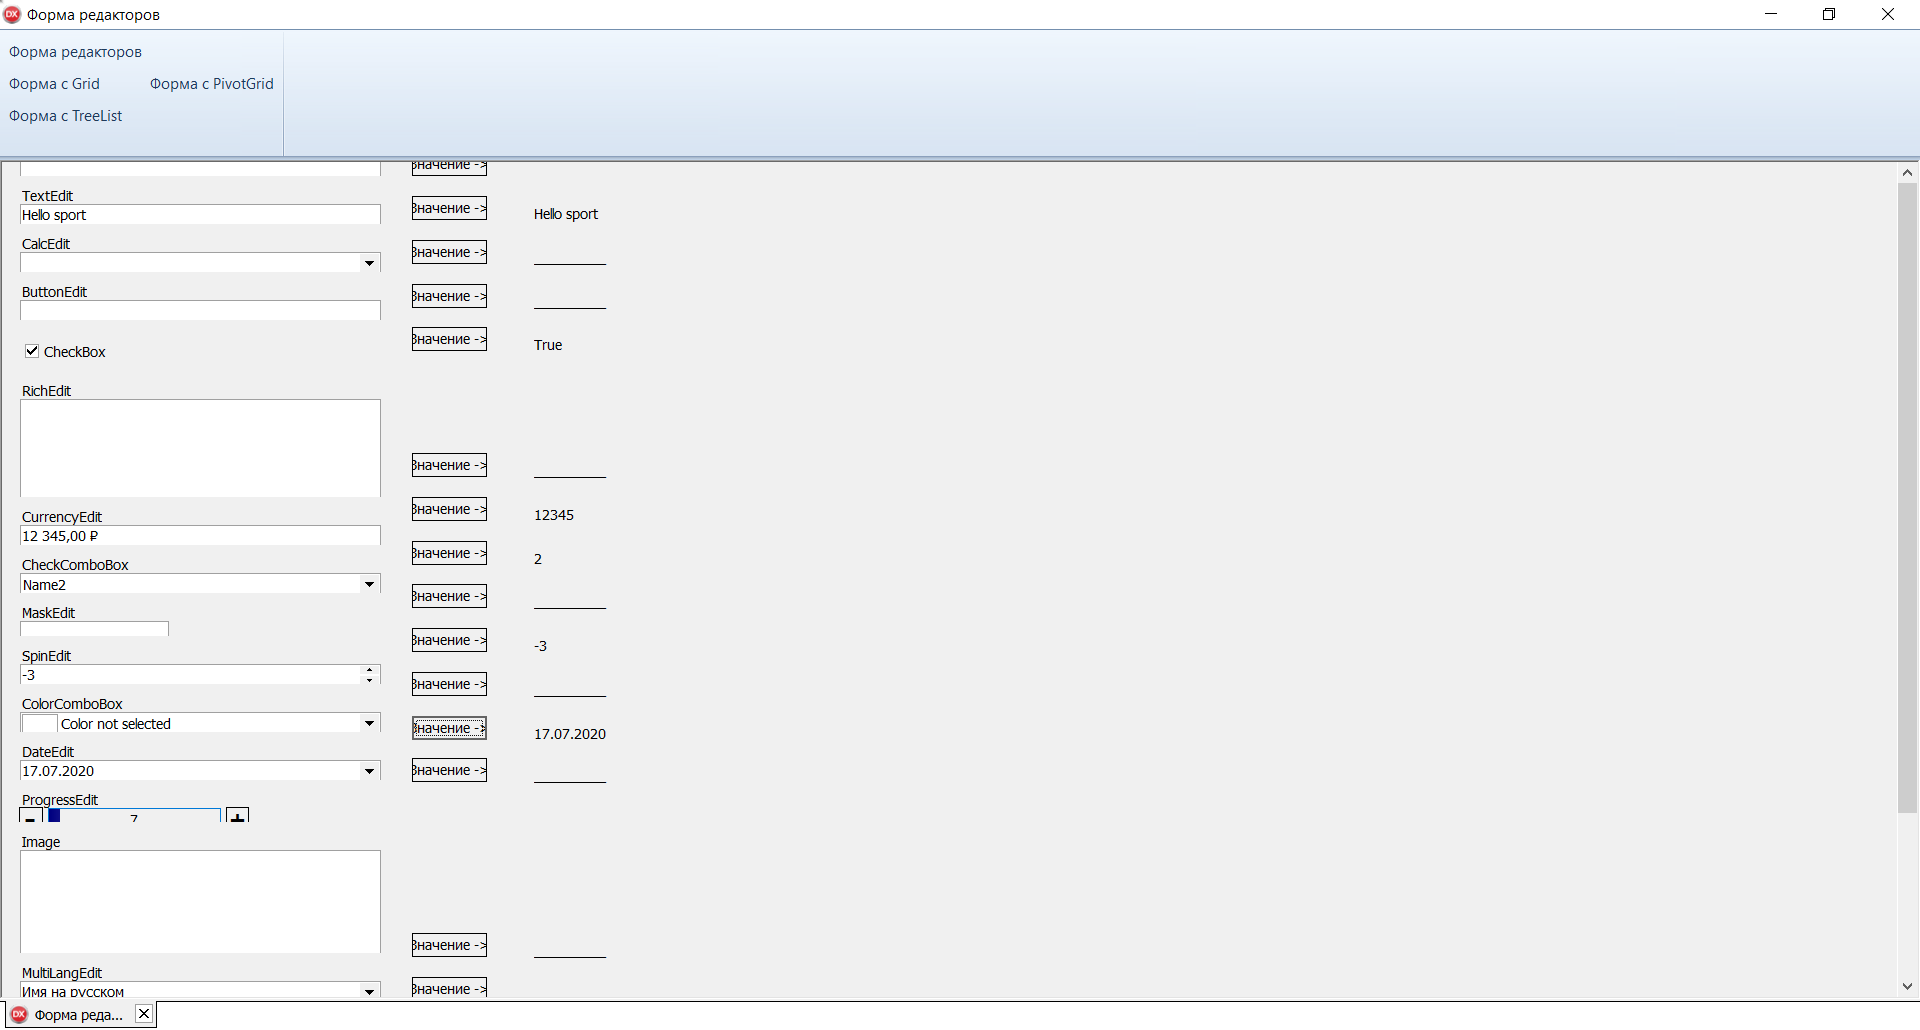 Форма редакторов
Форма редакторов
Форма с Grid Форма с PivotGrid
Форма с TreeList
Значение ->
TextEdit
Значение ->
Hello sport
Hello sport
CalcEdit
Значение ->
ButtonEdit
Значение ->
Значение ->
True
CheckBox
RichEdit
Значение ->
Значение ->
12345
CurrencyEdit
12 345,00 ₽
Значение ->
2
CheckComboBox
Name2
Значение ->
MaskEdit
Значение ->
-3
SpinEdit
-3
Значение ->
ColorComboBox
Color not selected
Значение ->
17.07.2020
DateEdit
17.07.2020
Значение ->
ProgressEdit
- 7 +
Image
Значение ->
MultiLangEdit
Имя на русском
Значение ->
Форма реда...